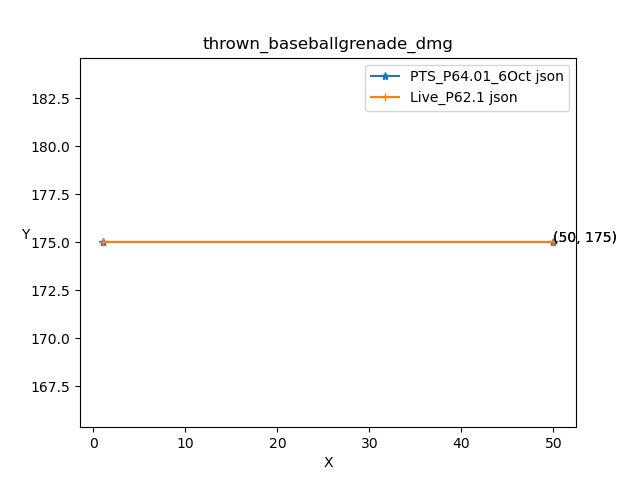 thrown_baseballgrenade_dmg
PTS_P64.01_6Oct json
Live_P62.1 json
182.5
180.0
177.5
Y
175.0
(50, 175)
172.5
170.0
167.5
0 10 20 30 40 50
X